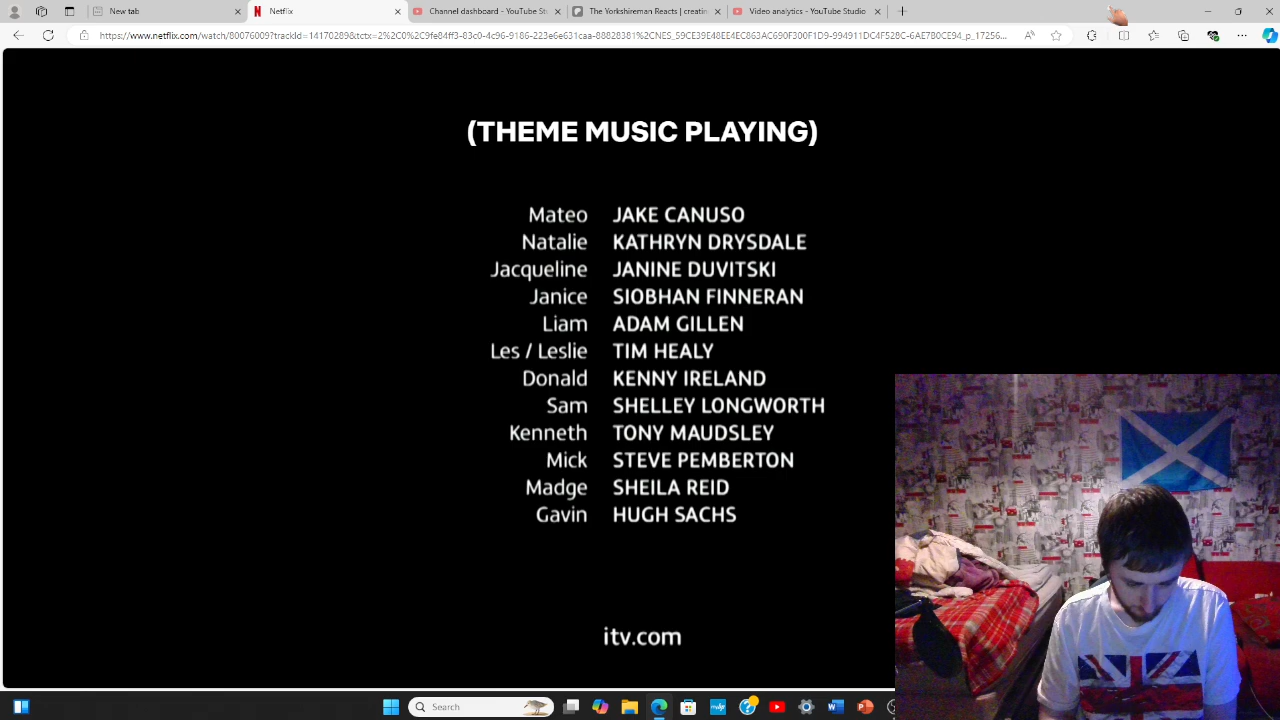 New tab
Netflix
Channel dashboard - YouTube St
The Yorkshireman Reacts | creatin
Video analytics - YouTube Studio
(THEME MUSIC PLAYING)
Mateo JAKE CANUSO
Natalie KATHRYN DRYSDALE
Jacqueline JANINE DUVITSKI
Janice SIOBHAN FINNERAN
Liam ADAM GILLEN
Les / Leslie TIM HEALY
Donald KENNY IRELAND
Sam SHELLEY LONGWORTH
Kenneth TONY MAUDSLEY
Mick STEVE PEMBERTON
Madge SHEILA REID
Gavin HUGH SACHS
itv.com
Search